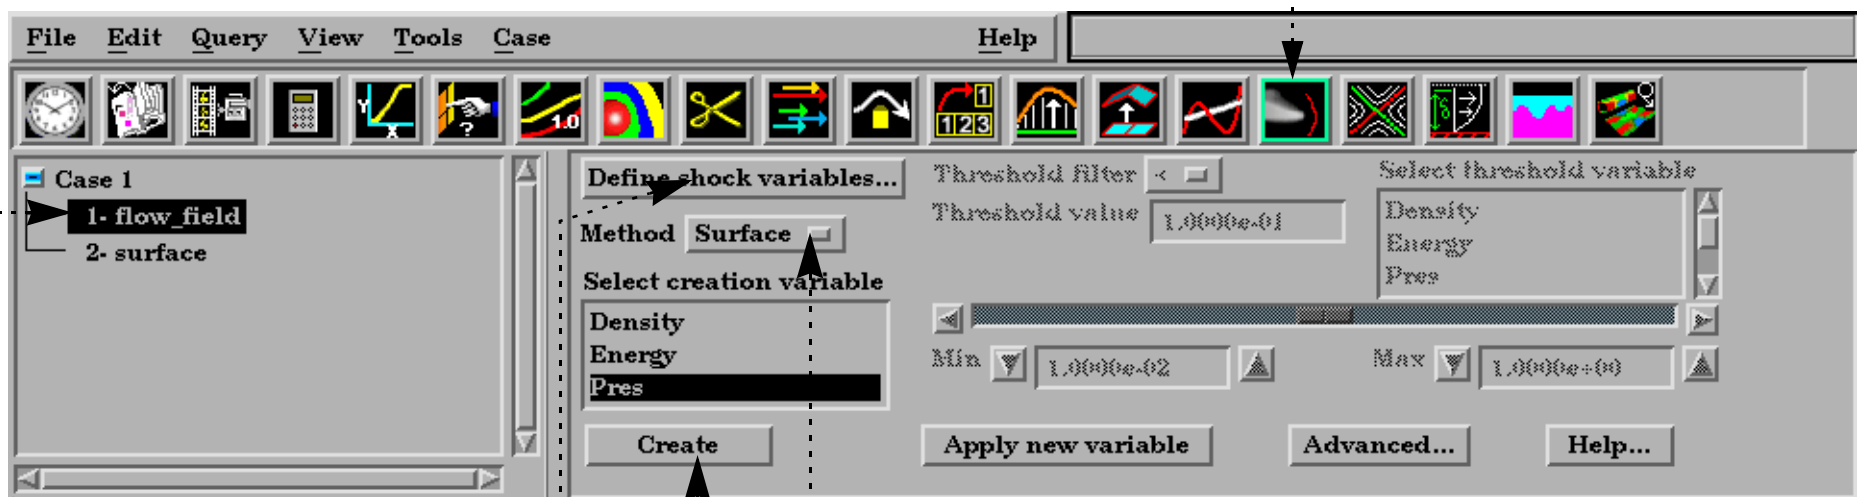 File Edit Query View Tools Case Help
Y X ? 1.0 1 1 2 3 δ
Case 1
1- flow_field
2- surface
Define shock variables...
Method Surface
Select creation variable
Density
Energy
Pres
Create
Threshold filter <
Threshold value 1.0000e-01
Select threshold variable
Density
Energy
Pres
Min 1.0000e-02
Max 1.0000e+00
Apply new variable
Advanced...
Help...